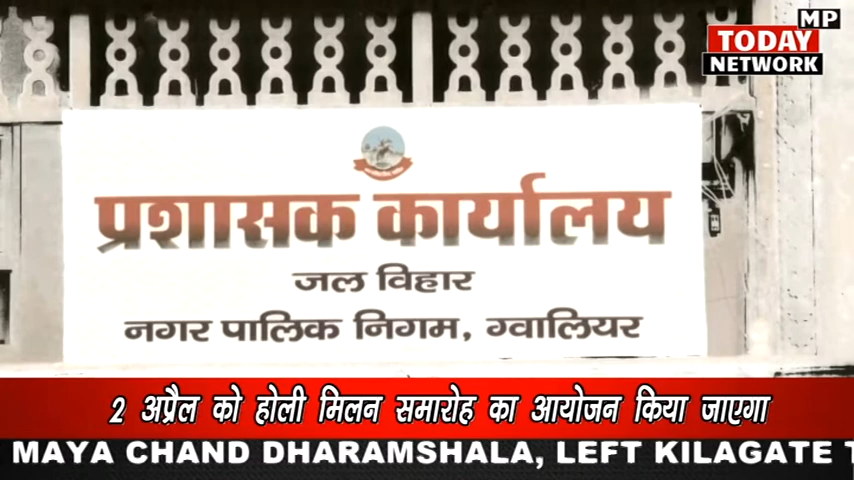 MP
TODAY
NETWORK
प्रशासक कार्यालय
जल विहार
नगर पालिक निगम, ग्वालियर
2 अप्रैल को होली मिलन समारोह का आयोजन किया जाएगा
MAYA CHAND DHARAMSHALA, LEFT KILAGATE T